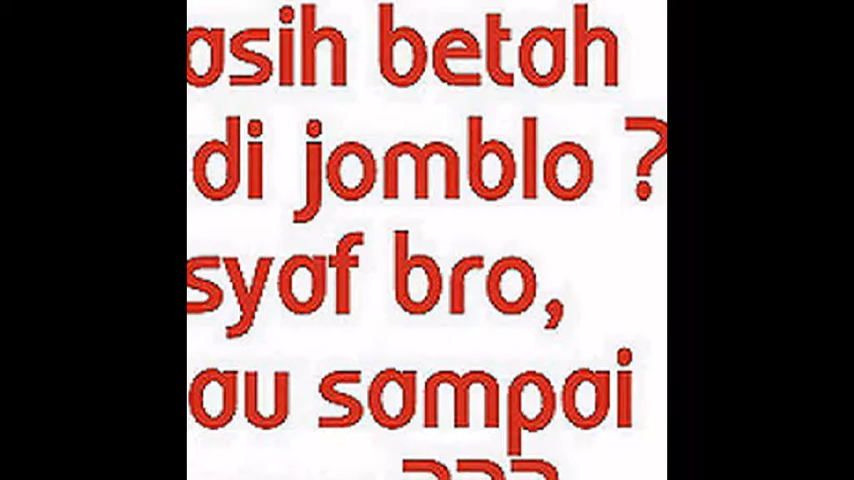 asih betah
di jomblo ?
syaf bro,
au sampai
???